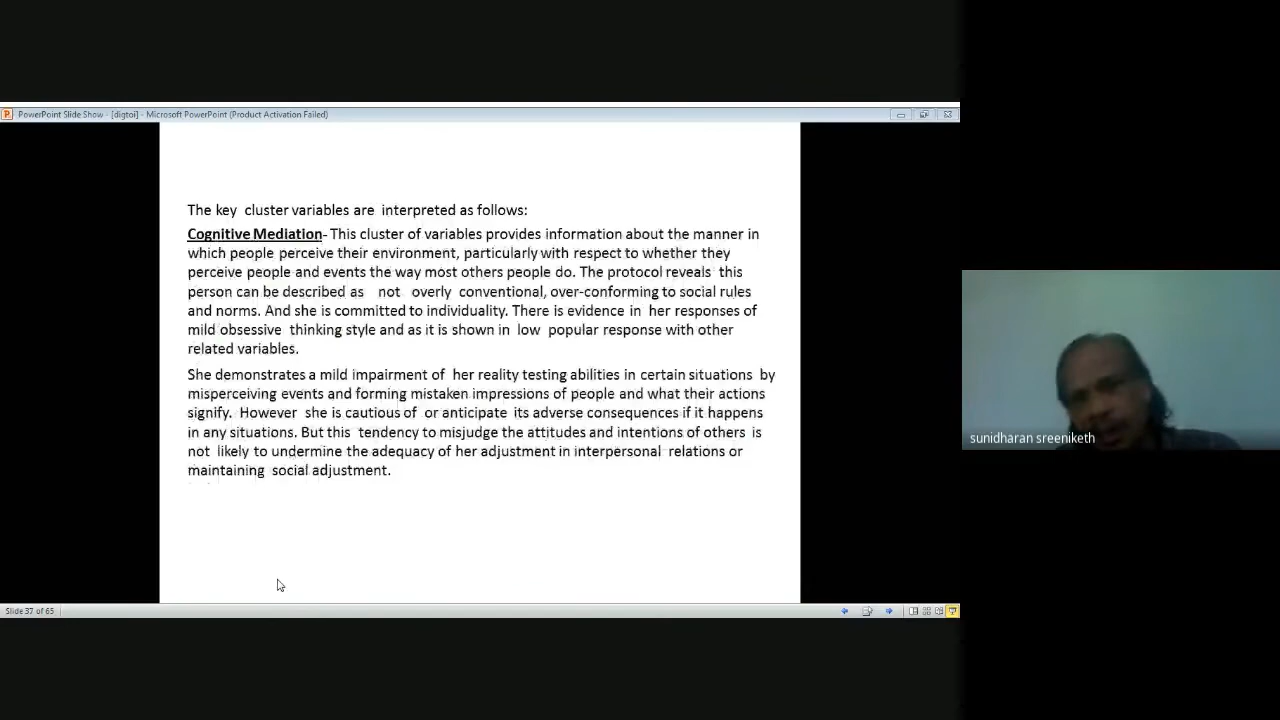 PowerPoint Slide Show - [digtoi] - Microsoft PowerPoint (Product Activation Failed)
The key cluster variables are interpreted as follows:
Cognitive Mediation- This cluster of variables provides information about the manner in
which people perceive their environment, particularly with respect to whether they
perceive people and events the way most others people do. The protocol reveals this
person can be described as not overly conventional, over-conforming to social rules
and norms. And she is committed to individuality. There is evidence in her responses of
mild obsessive thinking style and as it is shown in low popular response with other
related variables.
She demonstrates a mild impairment of her reality testing abilities in certain situations by
misperceiving events and forming mistaken impressions of people and what their actions
signify. However she is cautious of or anticipate its adverse consequences if it happens
in any situations. But this tendency to misjudge the attitudes and intentions of others is
not likely to undermine the adequacy of her adjustment in interpersonal relations or
maintaining social adjustment.
sunidharan sreeniketh
Slide 37 of 65